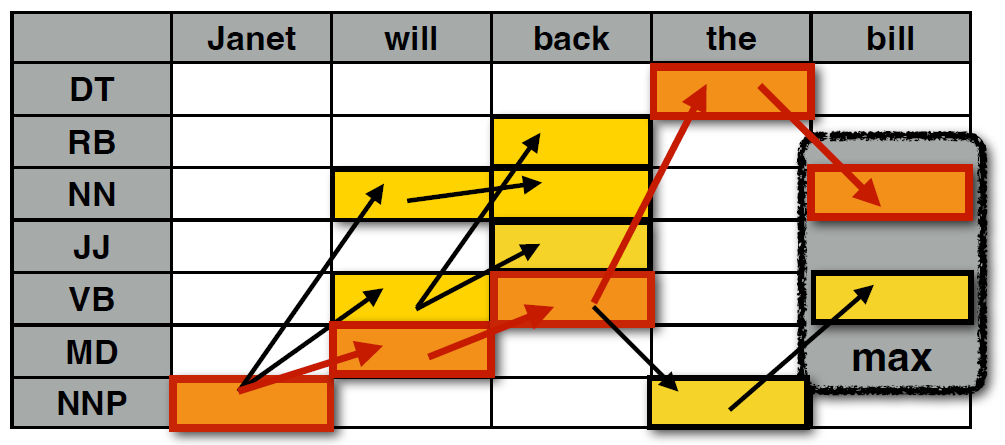 Janet will back the bill
DT
RB
NN
JJ
VB
MD max
NNP